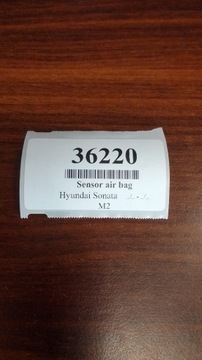 36220
Sensor air bag
Hyundai Sonata
M2